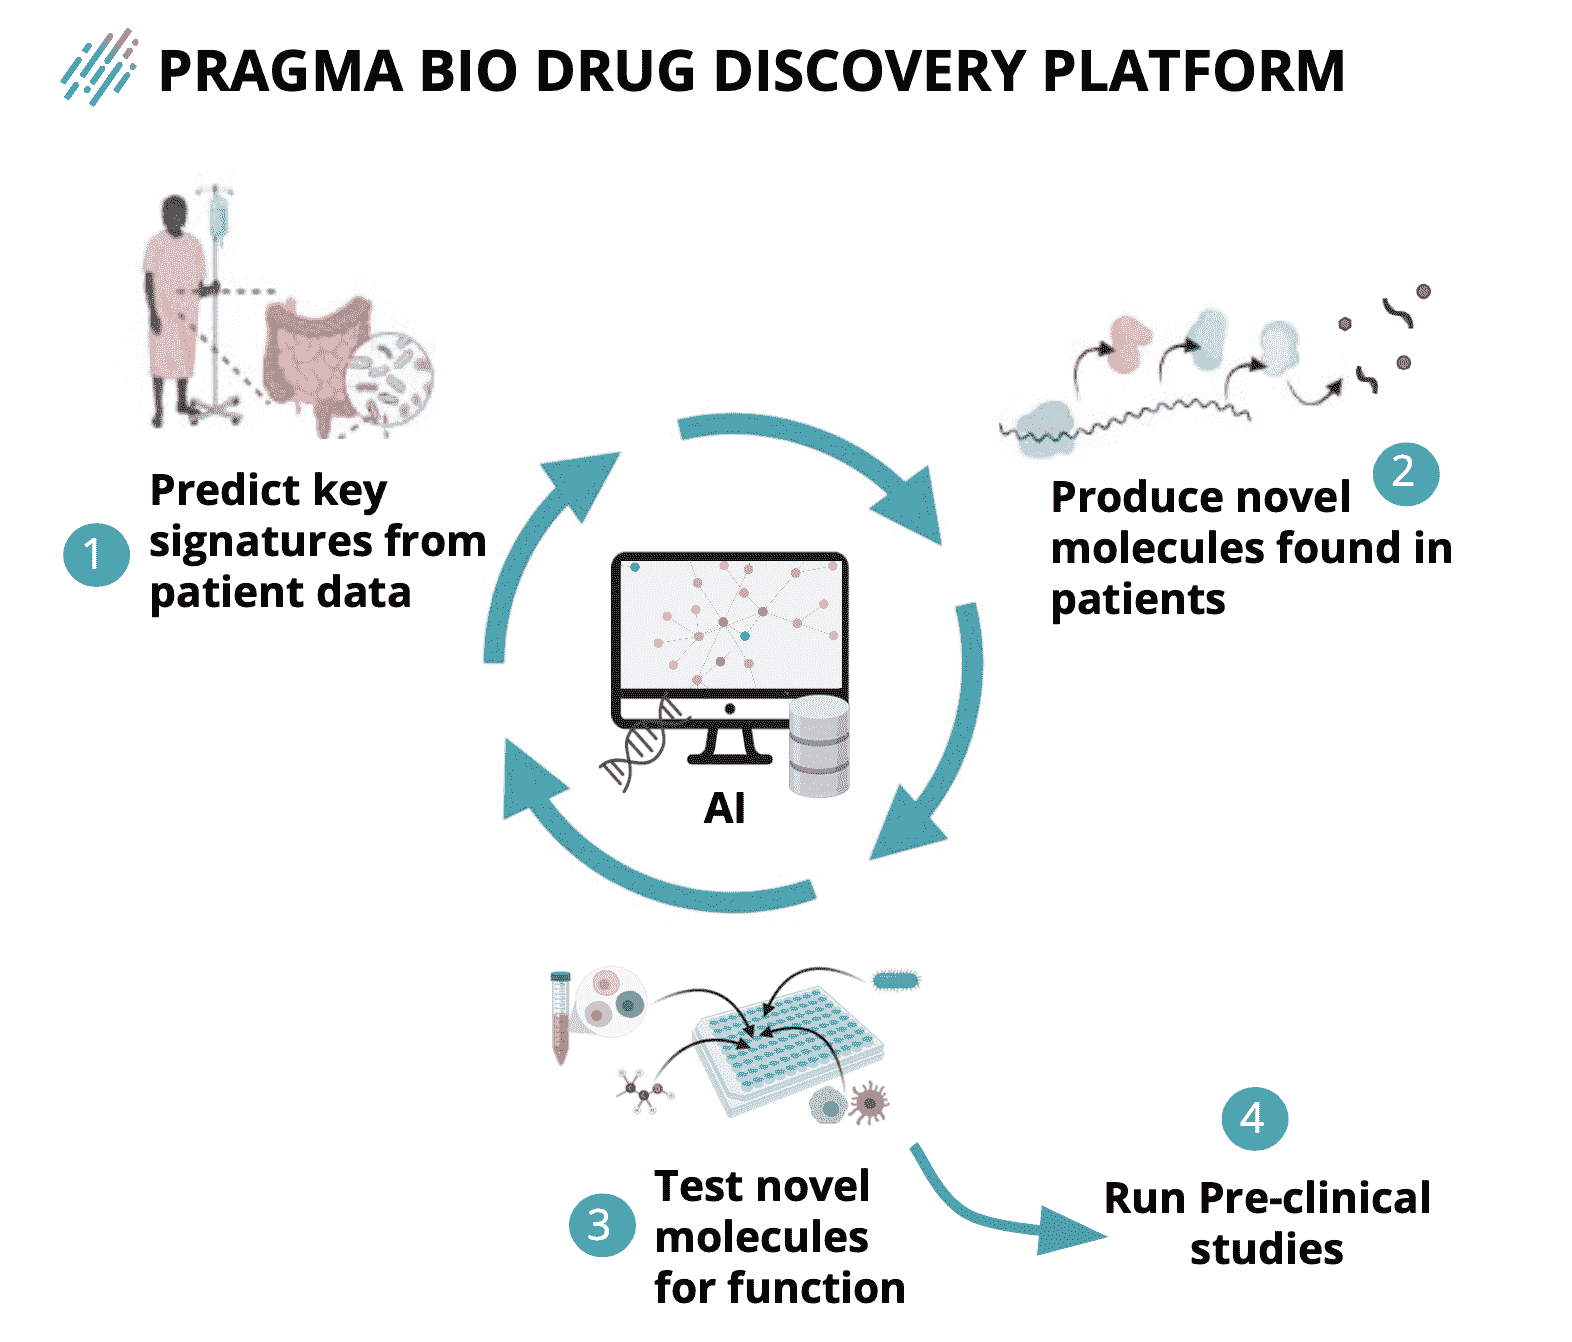 PRAGMA BIO DRUG DISCOVERY PLATFORM
1
Predict key
signatures from
patient data
2
Produce novel
molecules found in
patients
AI
3
Test novel
molecules
for function
4
Run Pre-clinical
studies